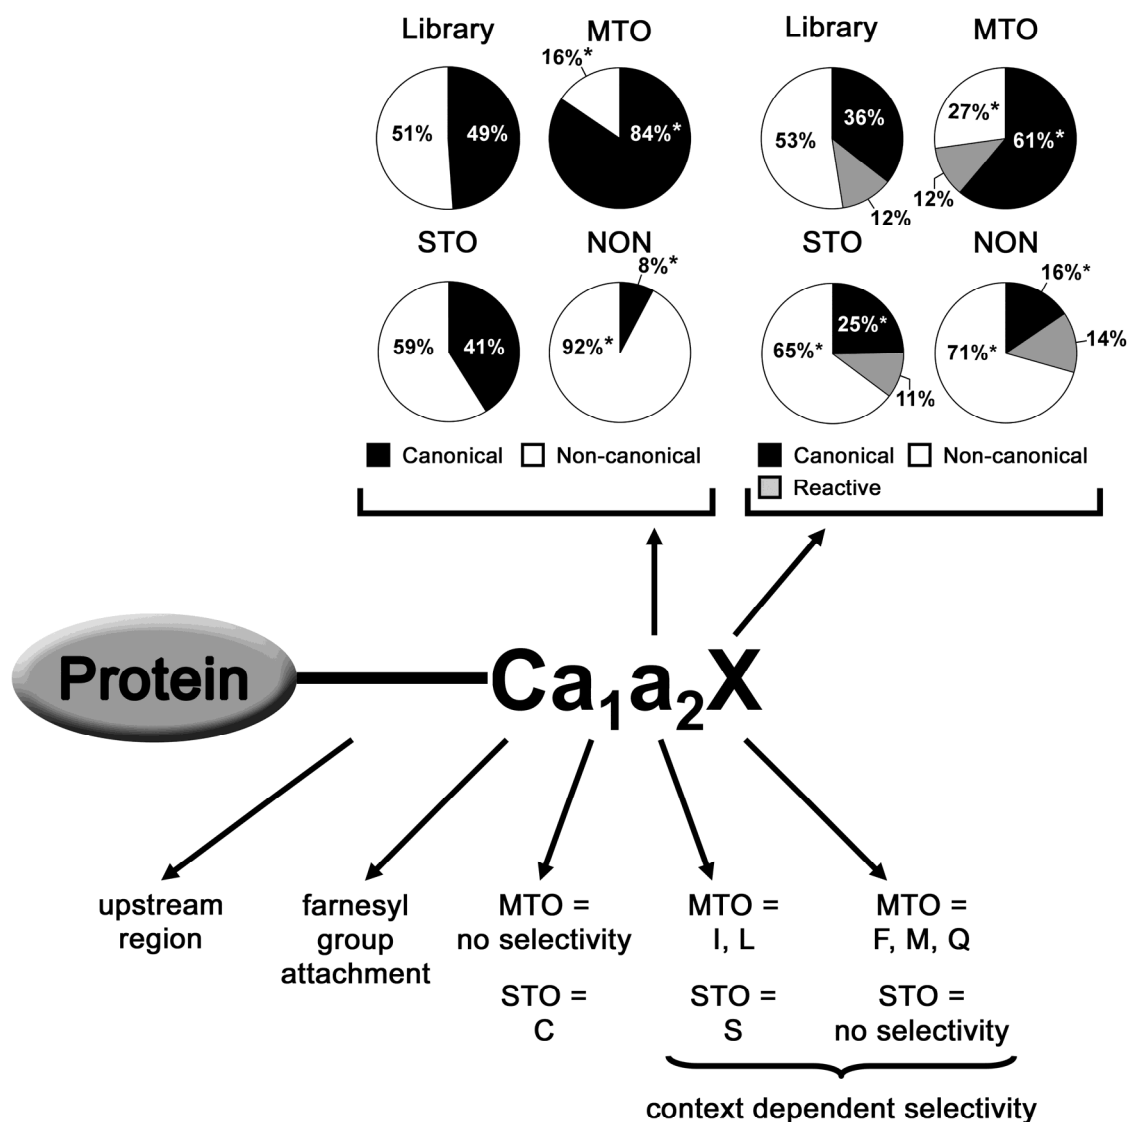 Library
MTO
16%*
51%
49%
84%*
STO
NON
8%*
59%
41%
92%*
Canonical
Non-canonical
Library
MTO
36%
53%
12%
27%*
61%*
12%
STO
NON
25%*
65%*
11%
16%*
71%*
14%
Canonical
Non-canonical
Reactive
Protein
Ca₁a₂X
upstream
region
farnesyl
group
attachment
MTO =
no selectivity
STO =
C
MTO =
I, L
STO =
S
MTO =
F, M, Q
STO =
no selectivity
context dependent selectivity